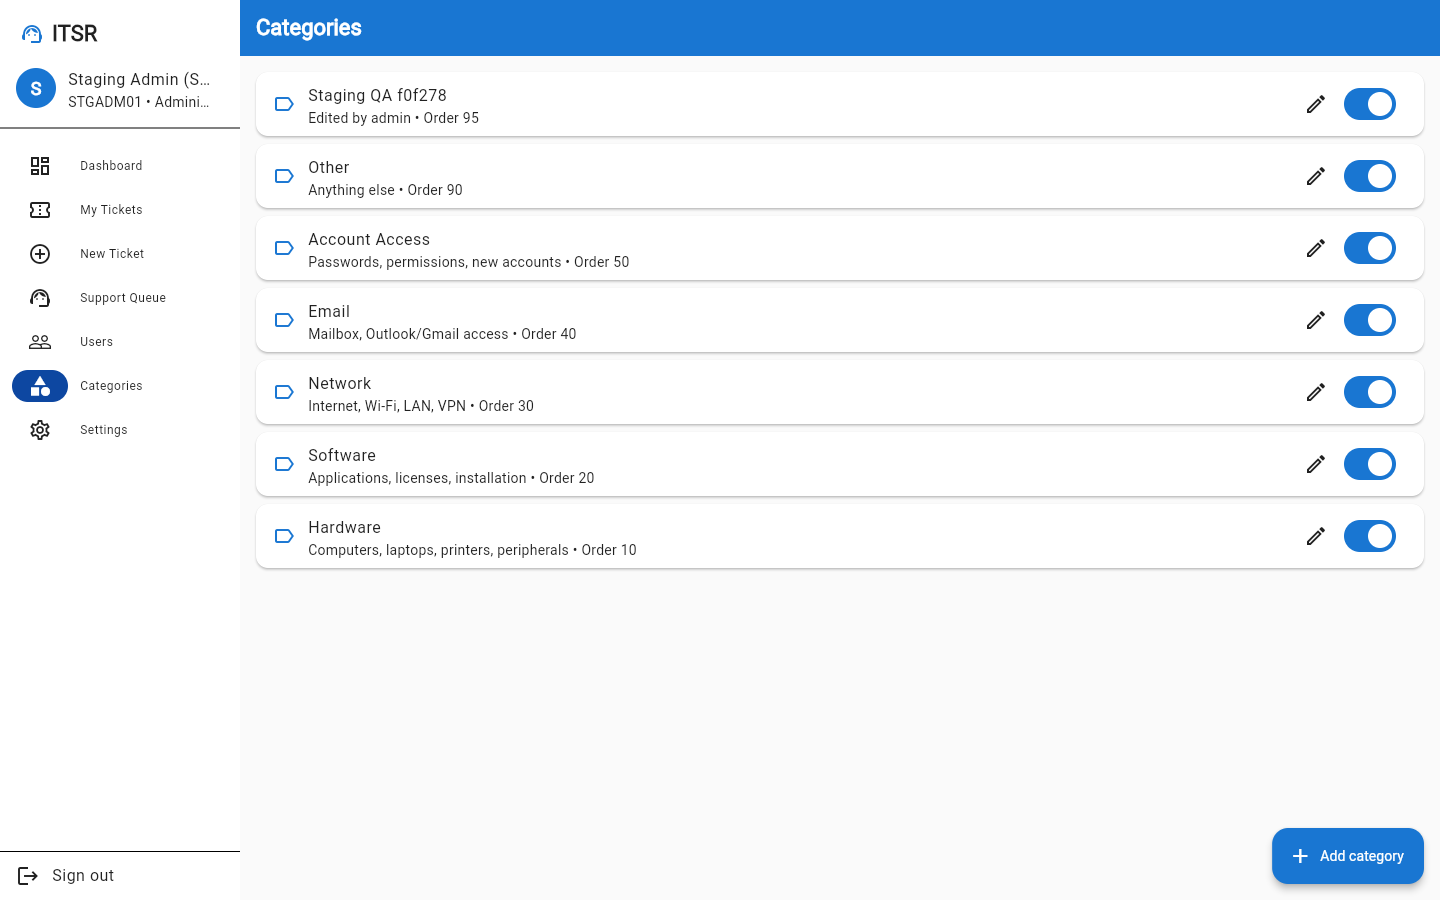 ITSR
S
Staging Admin (S...
STGADM01 • Admini...
Dashboard
My Tickets
New Ticket
Support Queue
Users
Categories
Settings
Sign out
Categories
Staging QA f0f278
Edited by admin • Order 95
Other
Anything else • Order 90
Account Access
Passwords, permissions, new accounts • Order 50
Email
Mailbox, Outlook/Gmail access • Order 40
Network
Internet, Wi-Fi, LAN, VPN • Order 30
Software
Applications, licenses, installation • Order 20
Hardware
Computers, laptops, printers, peripherals • Order 10
Add category